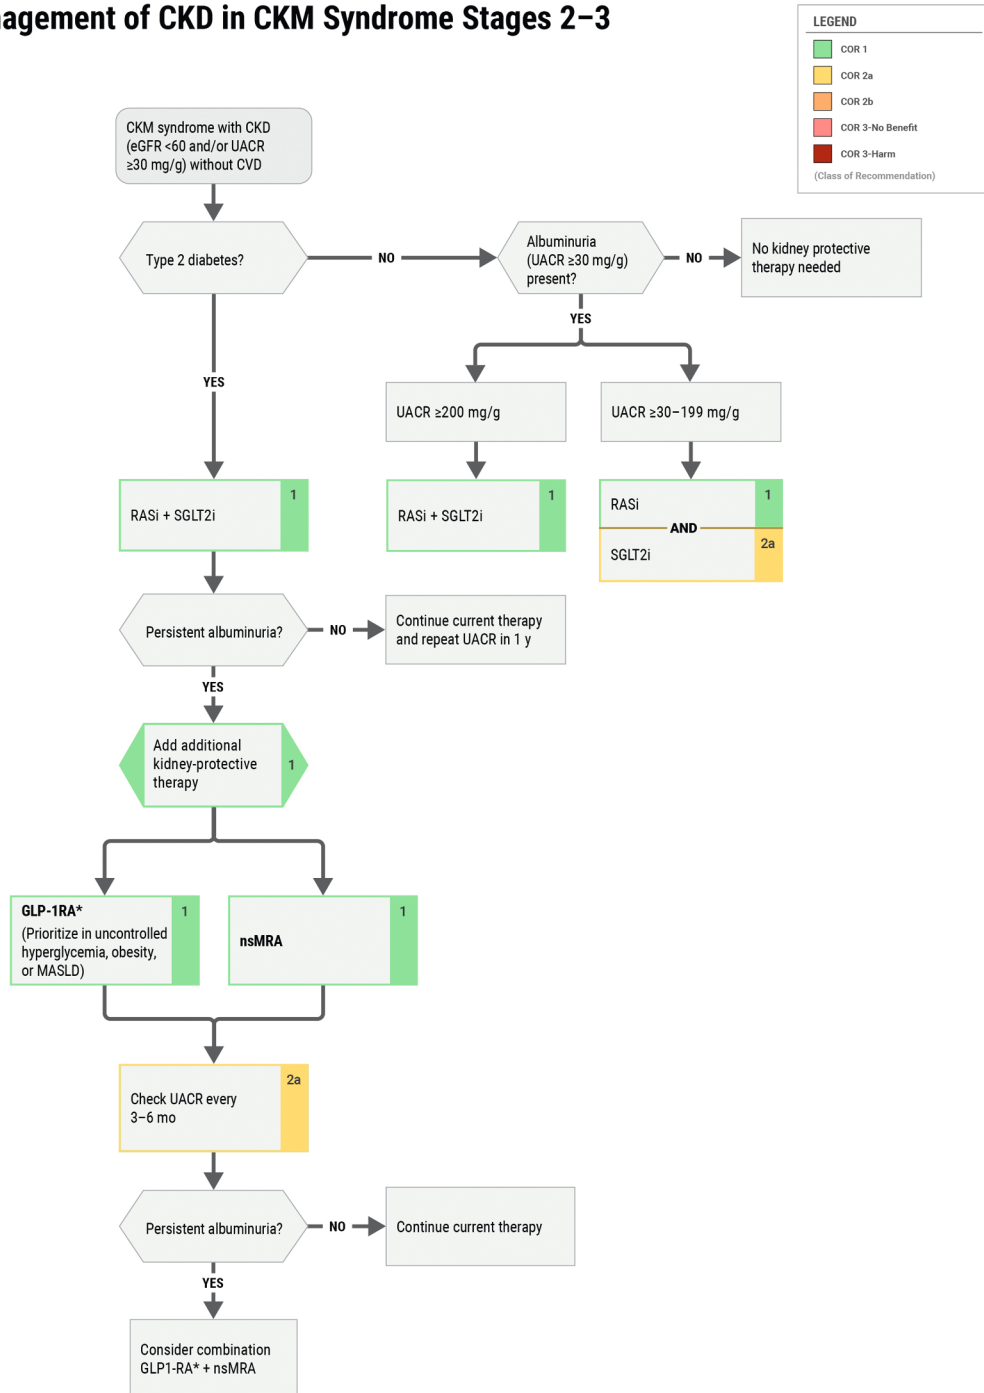 nagement of CKD in CKM Syndrome Stages 2–3
LEGEND
COR 1
COR 2a
COR 2b
COR 3-No Benefit
COR 3-Harm
(Class of Recommendation)
CKM syndrome with CKD
(eGFR <60 and/or UACR
≥30 mg/g) without CVD
Type 2 diabetes?
NO
Albuminuria
(UACR ≥30 mg/g)
present?
NO
No kidney protective
therapy needed
YES
YES
UACR ≥200 mg/g
UACR ≥30–199 mg/g
RASi + SGLT2i
1
RASi + SGLT2i
1
RASi
1
AND
SGLT2i
2a
Persistent albuminuria?
NO
Continue current therapy
and repeat UACR in 1 y
YES
Add additional
kidney-protective
therapy
1
GLP-1RA*
(Prioritize in uncontrolled
hyperglycemia, obesity,
or MASLD)
1
nsMRA
1
Check UACR every
3–6 mo
2a
Persistent albuminuria?
NO
Continue current therapy
YES
Consider combination
GLP1-RA* + nsMRA